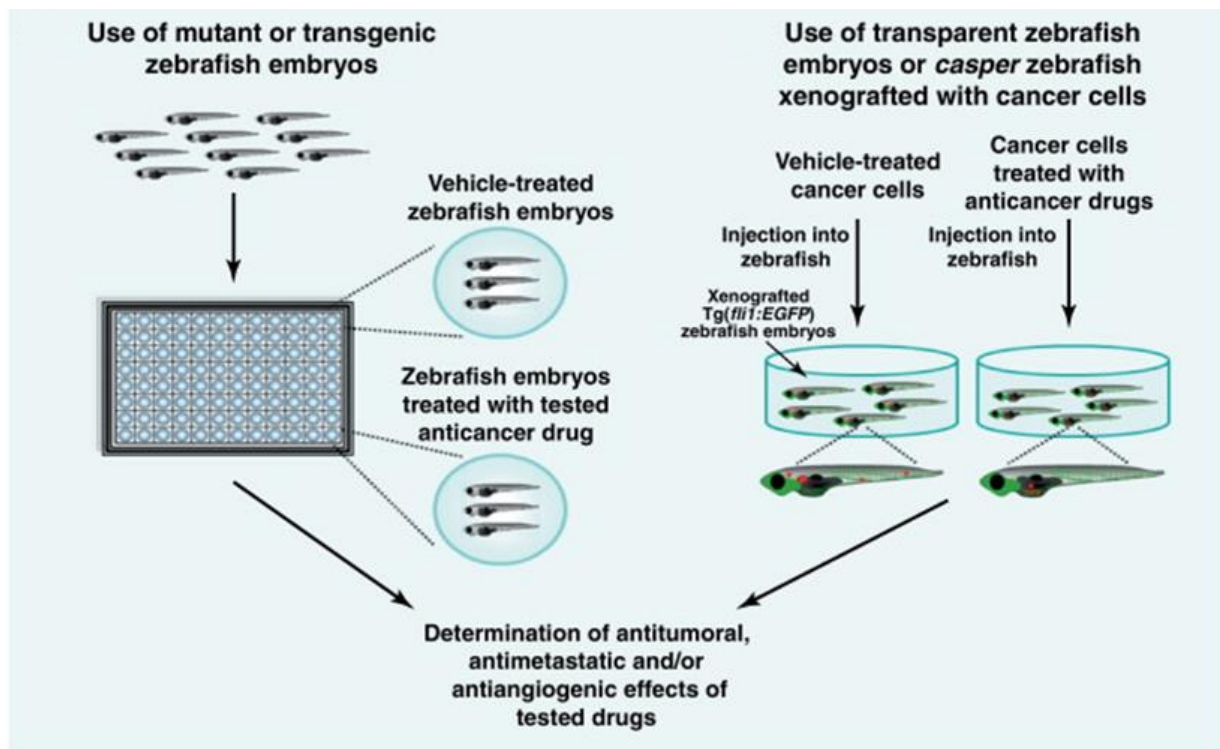 Use of mutant or transgenic
zebrafish embryos
Vehicle-treated
zebrafish embryos
Zebrafish embryos
treated with tested
anticancer drug
Use of transparent zebrafish
embryos or casper zebrafish
xenografted with cancer cells
Vehicle-treated
cancer cells
Cancer cells
treated with
anticancer drugs
Injection into
zebrafish
Injection into
zebrafish
Xenografted
Tg(fli1:EGFP)
zebrafish embryos
Determination of antitumoral,
antimetastatic and/or
antiangiogenic effects of
tested drugs